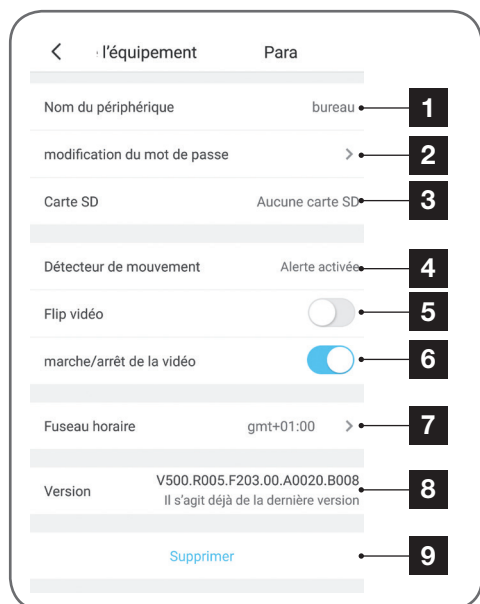 l'équipement Para
Nom du périphérique bureau 1
modification du mot de passe > 2
Carte SD Aucune carte SD 3
Détecteur de mouvement Alerte activée 4
Flip vidéo 5
marche/arrêt de la vidéo 6
Fuseau horaire gmt+01:00 > 7
V500.R005.F203.00.A0020.B008
Version 8
Il s'agit déjà de la dernière version
Supprimer 9